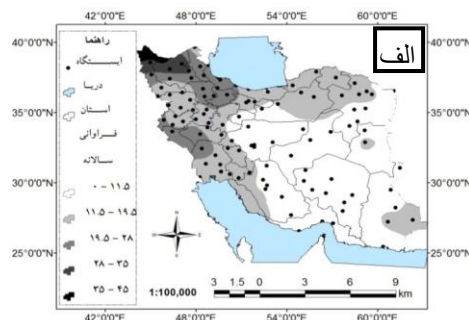 42°0'0"E 48°0'0"E 54°0'0"E 60°0'0"E
40°0'0"N
35°0'0"N
30°0'0"N
25°0'0"N
الف
راهنما
ایستگاه
دریا
استان
فراوانی
سالانه
۰ - ۱۱.۵
۱۱.۵ - ۱۹.۵
۱۹.۵ - ۲۸
۲۸ - ۳۵
۳۵ - ۴۵
1:100,000
3 1.5 0 3 6 9
km
40°0'0"N
35°0'0"N
30°0'0"N
25°0'0"N
42°0'0"E 48°0'0"E 54°0'0"E 60°0'0"E